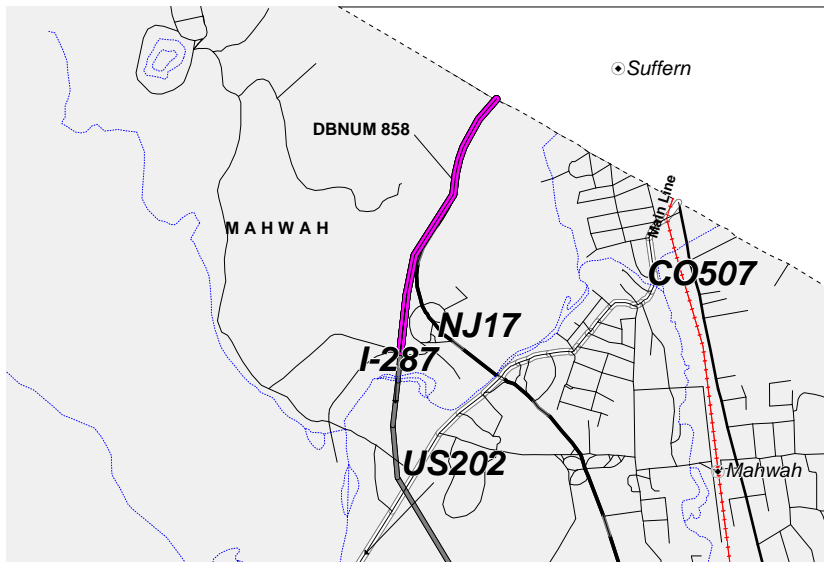 Suffern
DBNUM 858
Main Line
MAHWAH
CO507
NJ17
I-287
US202
Mahwah